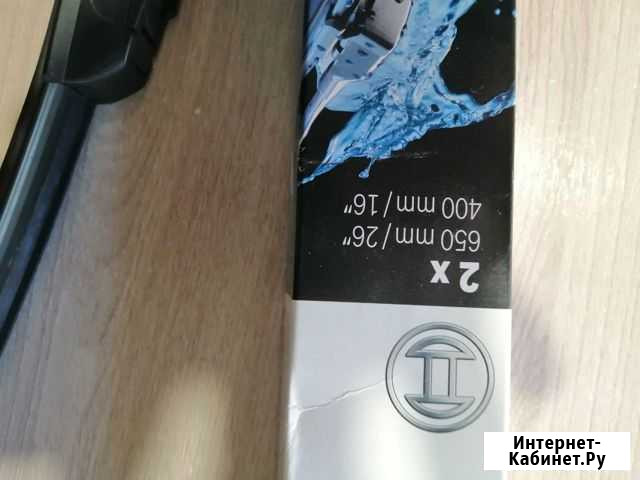 2 x
650 mm / 26"
400 mm / 16"
Интернет-
Кабинет.Ру